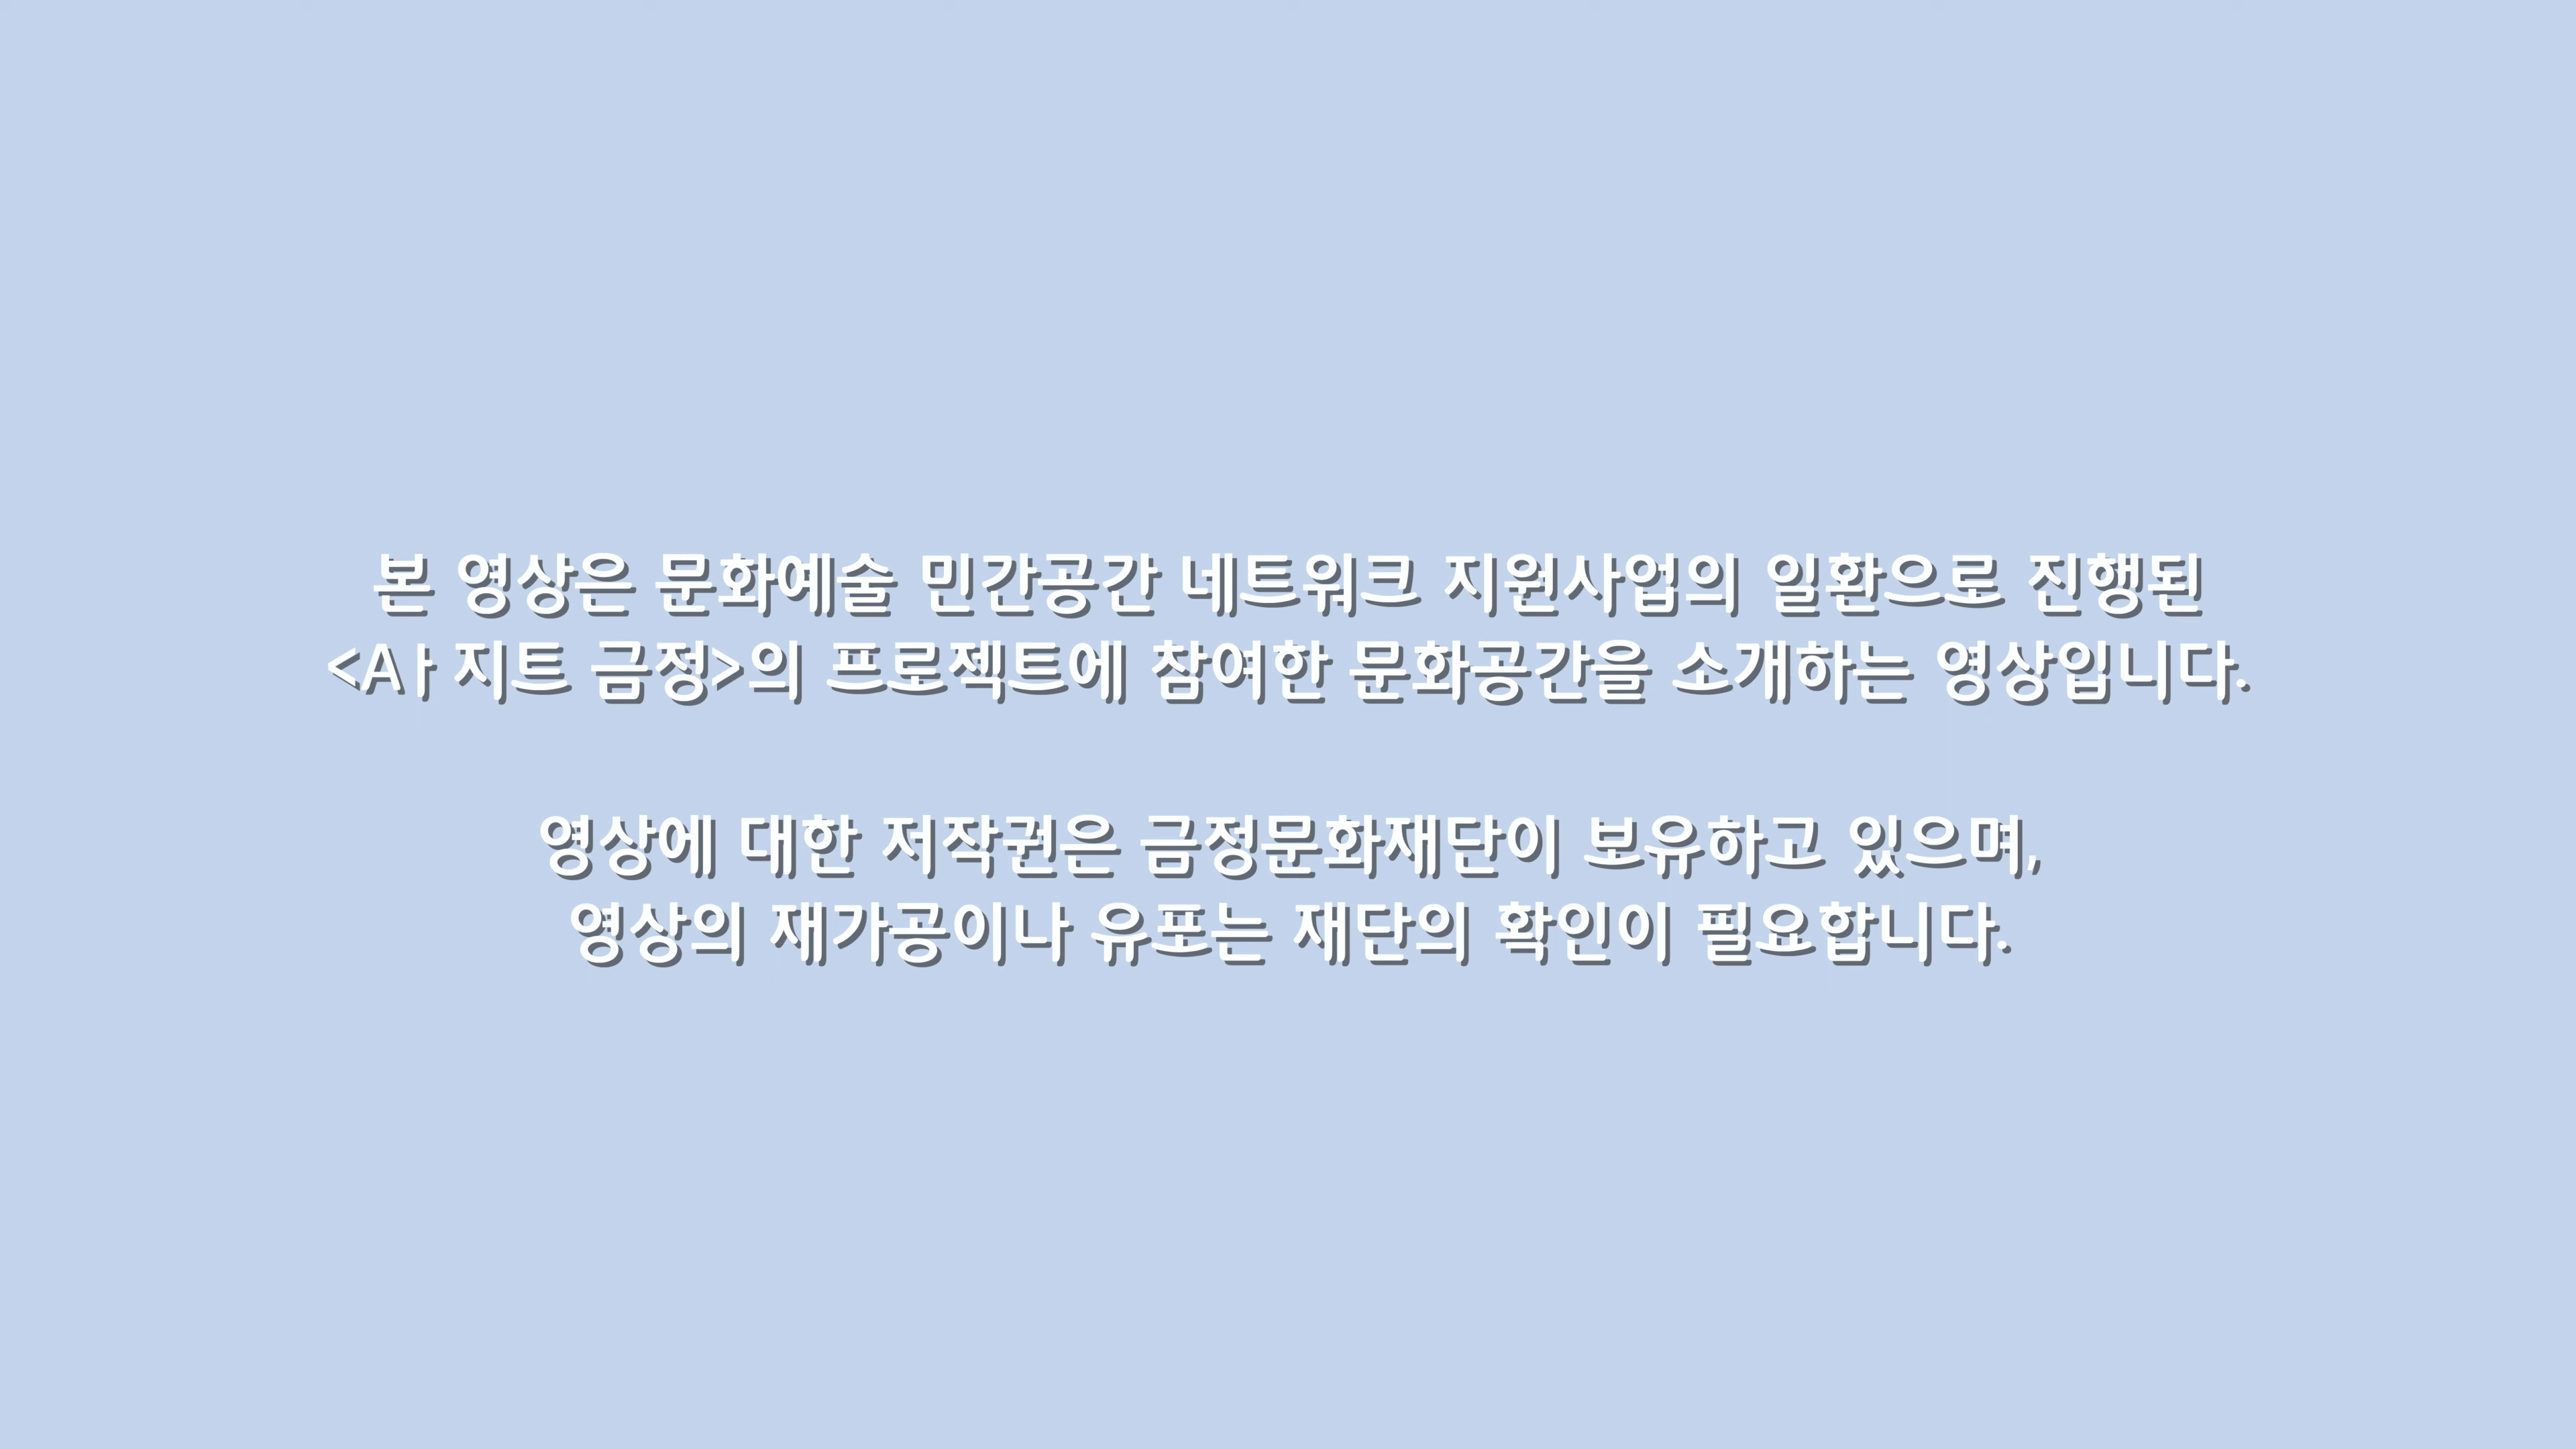 본 영상은 문화예술 민간공간 네트워크 지원사업의 일환으로 진행된
<Aㅏ 지트 금정>의 프로젝트에 참여한 문화공간을 소개하는 영상입니다.
영상에 대한 저작권은 금정문화재단이 보유하고 있으며,
영상의 재가공이나 유포는 재단의 확인이 필요합니다.